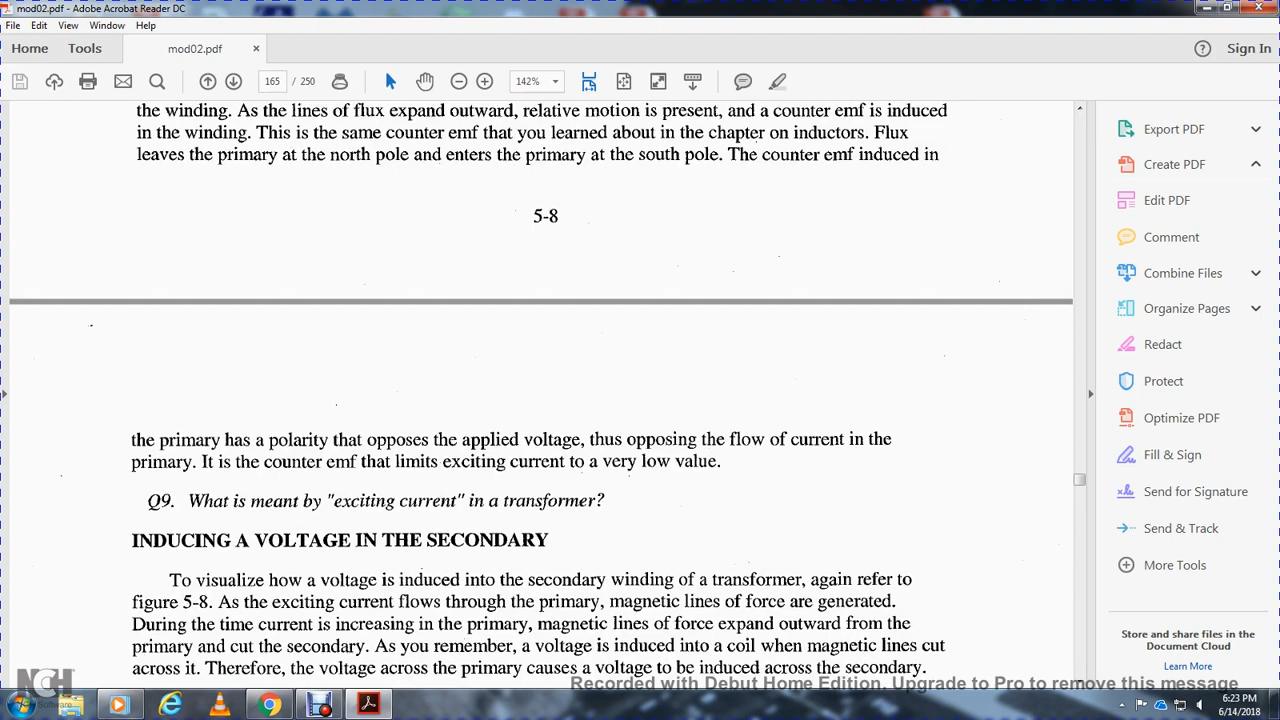 mod02.pdf - Adobe Acrobat Reader DC
File Edit View Window Help
Home Tools mod02.pdf × Sign In
165 / 250 142%
the winding. As the lines of flux expand outward, relative motion is present, and a counter emf is induced
in the winding. This is the same counter emf that you learned about in the chapter on inductors. Flux
leaves the primary at the north pole and enters the primary at the south pole. The counter emf induced in
5-8
the primary has a polarity that opposes the applied voltage, thus opposing the flow of current in the
primary. It is the counter emf that limits exciting current to a very low value.
Q9. What is meant by "exciting current" in a transformer?
INDUCING A VOLTAGE IN THE SECONDARY
To visualize how a voltage is induced into the secondary winding of a transformer, again refer to
figure 5-8. As the exciting current flows through the primary, magnetic lines of force are generated.
During the time current is increasing in the primary, magnetic lines of force expand outward from the
primary and cut the secondary. As you remember, a voltage is induced into a coil when magnetic lines cut
across it. Therefore, the voltage across the primary causes a voltage to be induced across the secondary.
Export PDF
Create PDF
Edit PDF
Comment
Combine Files
Organize Pages
Redact
Protect
Optimize PDF
Fill & Sign
Send for Signature
Send & Track
More Tools
Store and share files in the
Document Cloud
Learn More
NCH
Software
Recorded with Debut Home Edition. Upgrade to Pro to remove this message
6:23 PM
6/14/2018